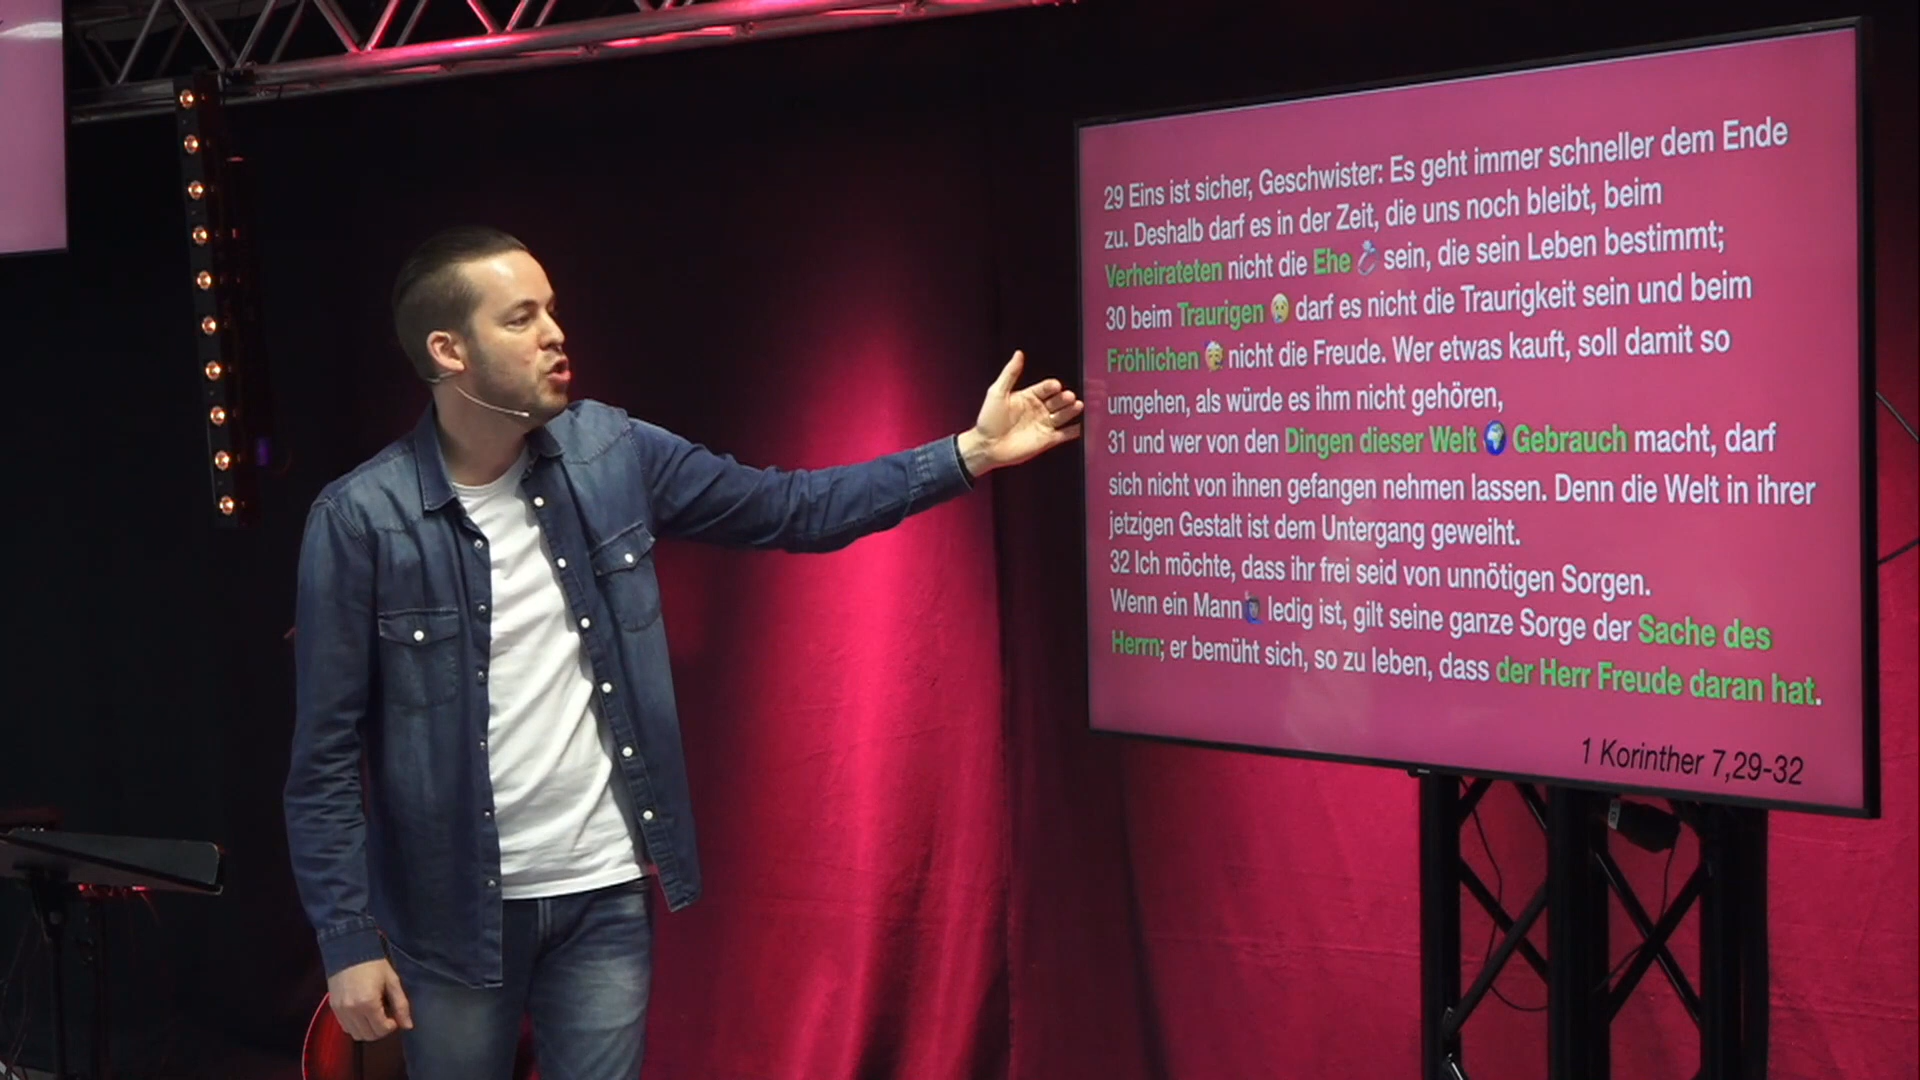 29 Eins ist sicher, Geschwister: Es geht immer schneller dem Ende
zu. Deshalb darf es in der Zeit, die uns noch bleibt, beim
Verheirateten nicht die Ehe 💍 sein, die sein Leben bestimmt;
30 beim Traurigen 😢 darf es nicht die Traurigkeit sein und beim
Fröhlichen 🥳 nicht die Freude. Wer etwas kauft, soll damit so
umgehen, als würde es ihm nicht gehören,
31 und wer von den Dingen dieser Welt 🌍 Gebrauch macht, darf
sich nicht von ihnen gefangen nehmen lassen. Denn die Welt in ihrer
jetzigen Gestalt ist dem Untergang geweiht.
32 Ich möchte, dass ihr frei seid von unnötigen Sorgen.
Wenn ein Mann🙋‍♂️ ledig ist, gilt seine ganze Sorge der Sache des
Herrn; er bemüht sich, so zu leben, dass der Herr Freude daran hat.
1 Korinther 7,29-32